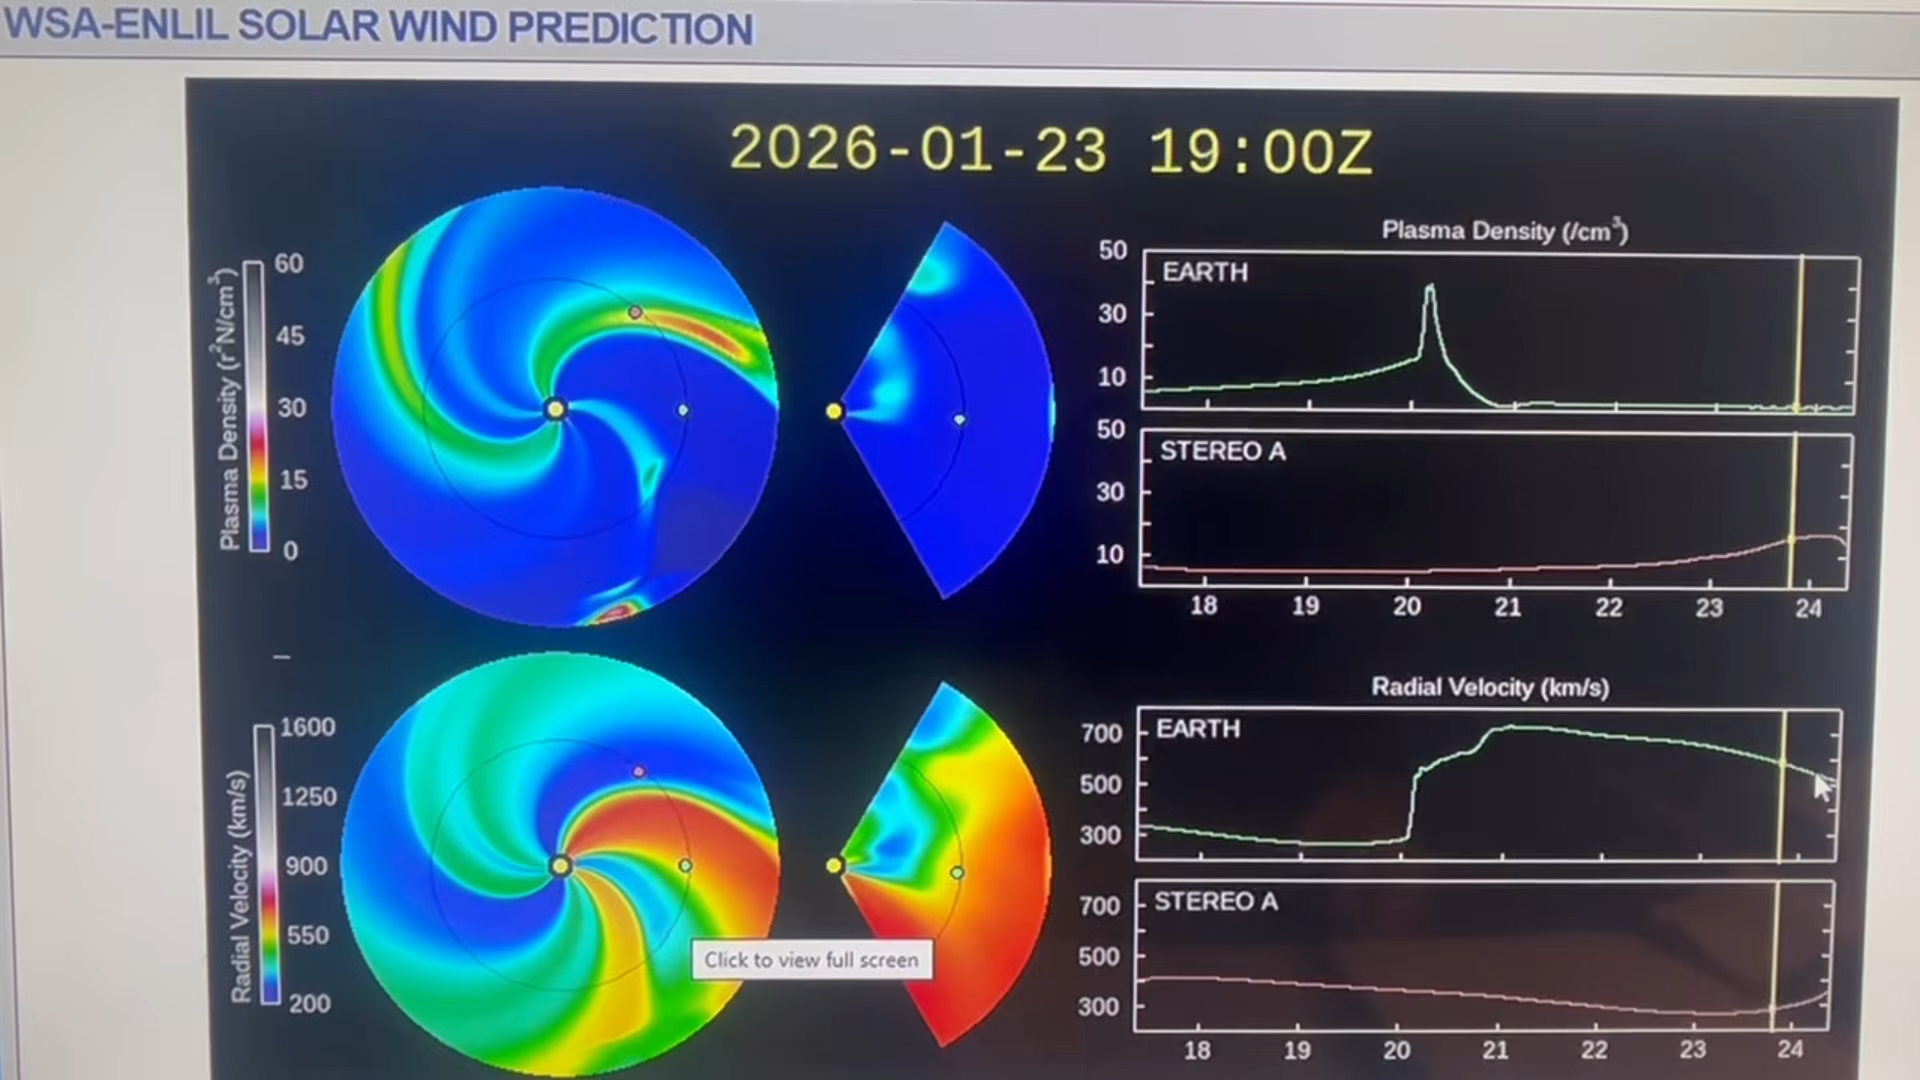 WSA-ENLIL SOLAR WIND PREDICTION
2026-01-23 19:00Z
Plasma Density (r²N/cm³)
60
45
30
15
0
Plasma Density (/cm³)
50
30
10
EARTH
50
30
10
STEREO A
18 19 20 21 22 23 24
Radial Velocity (km/s)
1600
1250
900
550
200
Click to view full screen
Radial Velocity (km/s)
700
500
300
EARTH
700
500
300
STEREO A
18 19 20 21 22 23 24